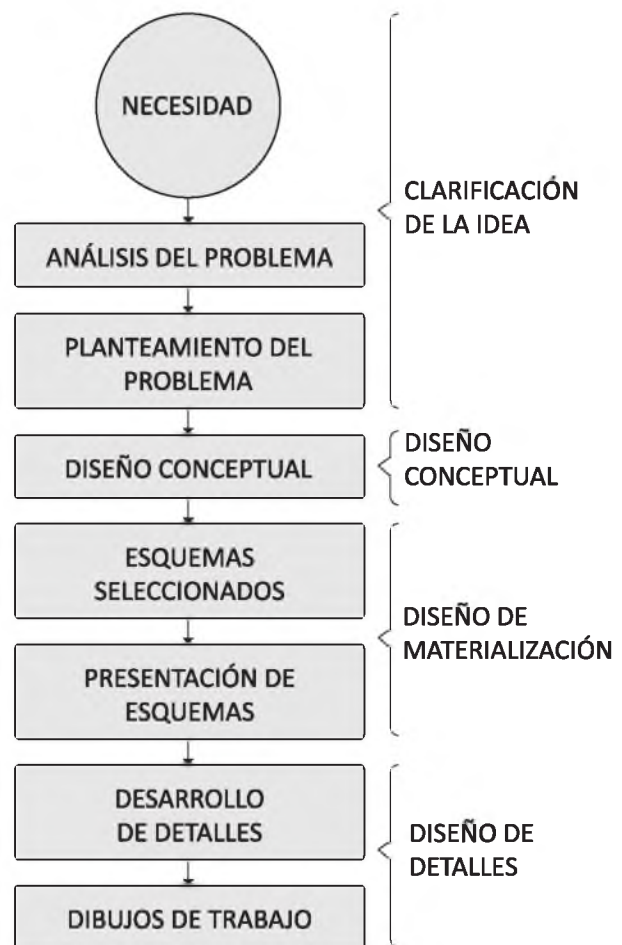 NECESIDAD
CLARIFICACIÓN
DE LA IDEA
ANÁLISIS DEL PROBLEMA
PLANTEAMIENTO DEL
PROBLEMA
DISEÑO CONCEPTUAL
DISEÑO
CONCEPTUAL
ESQUEMAS
SELECCIONADOS
DISEÑO DE
MATERIALIZACIÓN
PRESENTACIÓN DE
ESQUEMAS
DESARROLLO
DE DETALLES
DISEÑO DE
DETALLES
DIBUJOS DE TRABAJO